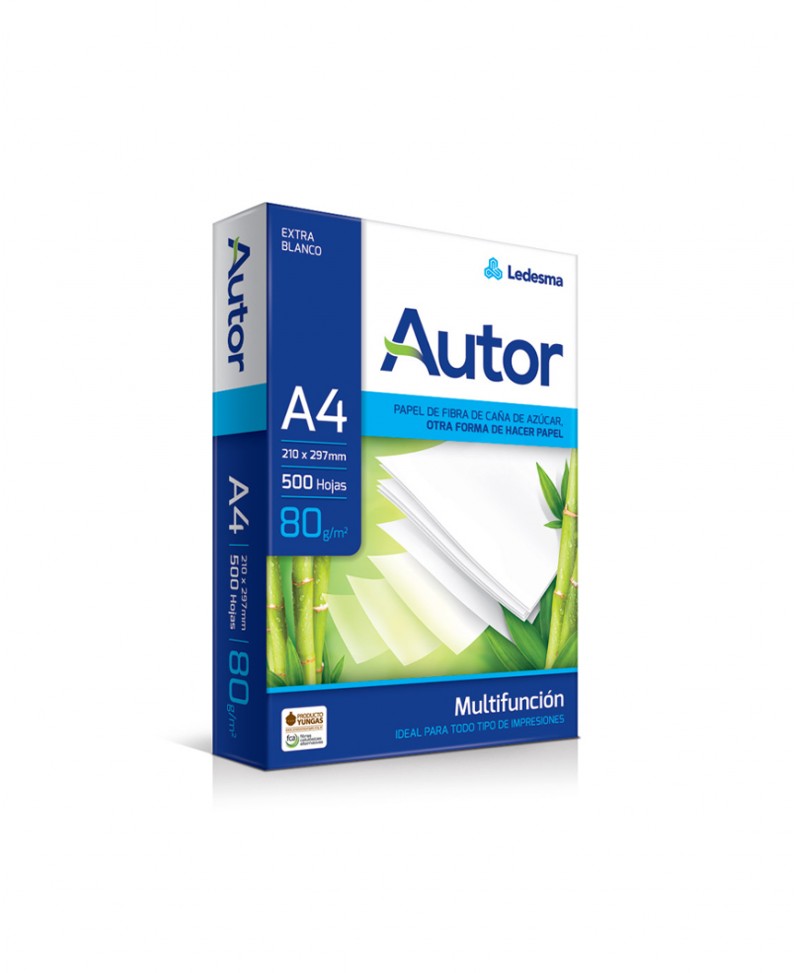 EXTRA
BLANCO
Ledesma
Autor
PAPEL DE FIBRA DE CAÑA DE AZÚCAR,
OTRA FORMA DE HACER PAPEL
A4
210 x 297mm
500 Hojas
80g/m²
Multifunción
IDEAL PARA TODO TIPO DE IMPRESIONES
PRODUCTO
YUNGAS
fca
Autor
A4
210 x 297mm
500 Hojas
80g/m²